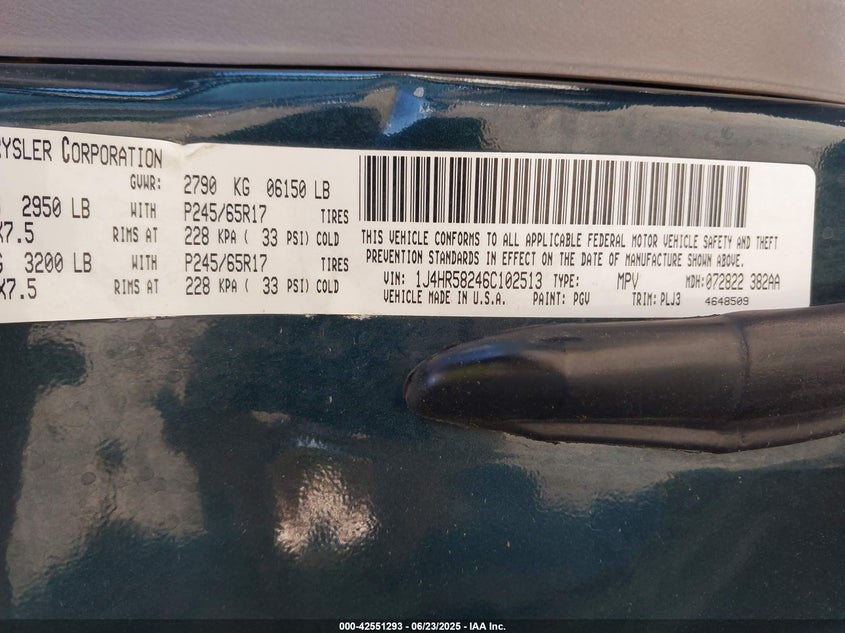 YSLER CORPORATION
GVWR: 2790 KG 06150 LB
2950 LB WITH P245/65R17 TIRES
X7.5 RIMS AT 228 KPA ( 33 PSI) COLD
G 3200 LB WITH P245/65R17 TIRES
X7.5 RIMS AT 228 KPA ( 33 PSI) COLD
THIS VEHICLE CONFORMS TO ALL APPLICABLE FEDERAL MOTOR VEHICLE SAFETY AND THEFT
PREVENTION STANDARDS IN EFFECT ON THE DATE OF MANUFACTURE SHOWN ABOVE.
VIN: 1J4HR58246C102513 TYPE: MPV MDH: 072822 382AA
VEHICLE MADE IN U.S.A. PAINT: PGV TRIM: PLJ3 4648509
000-42551293 - 06/23/2025 - IAA Inc.